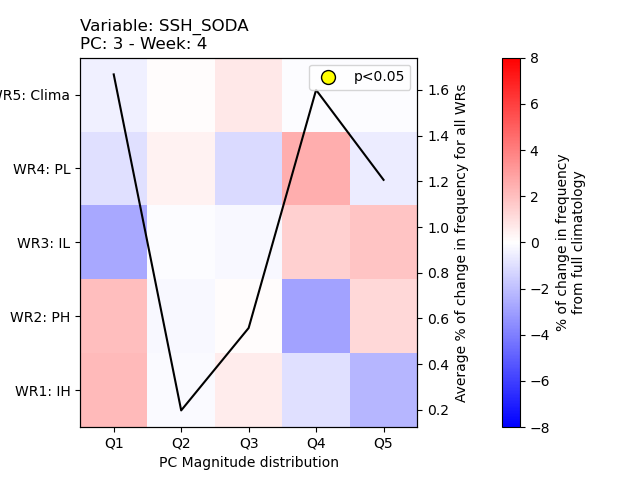 Variable: SSH_SODA
PC: 3 - Week: 4
p<0.05
WR5: Clima
WR4: PL
WR3: IL
WR2: PH
WR1: IH
Q1 Q2 Q3 Q4 Q5
PC Magnitude distribution
1.6
1.4
1.2
1.0
0.8
0.6
0.4
0.2
Average % of change in frequency for all WRs
8
6
4
2
0
−2
−4
−6
−8
% of change in frequency
from full climatology